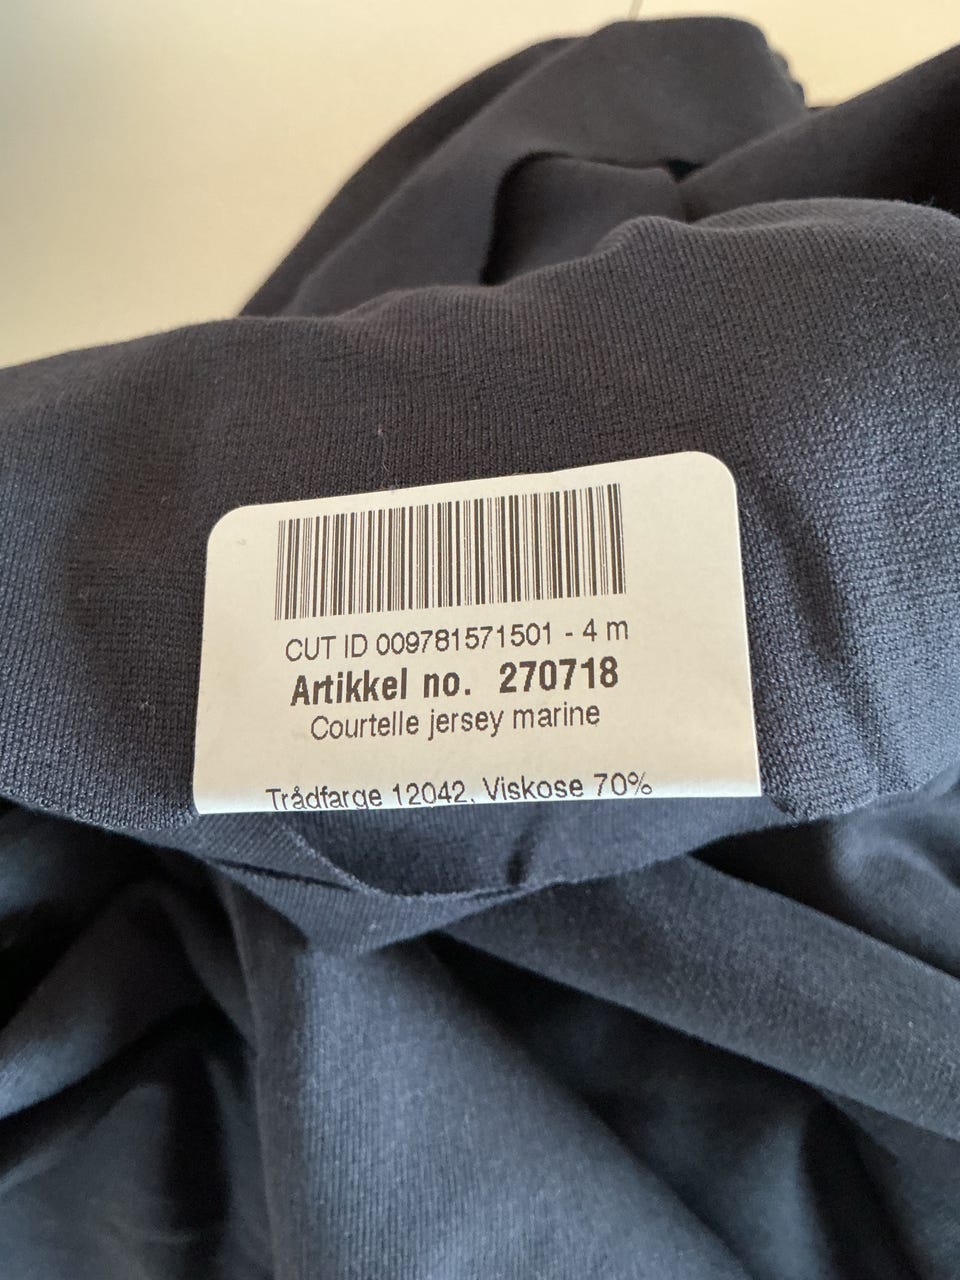 CUT ID 009781571501 - 4 m
Artikkel no. 270718
Courtelle jersey marine
Trådfarge 12042, Viskose 70%